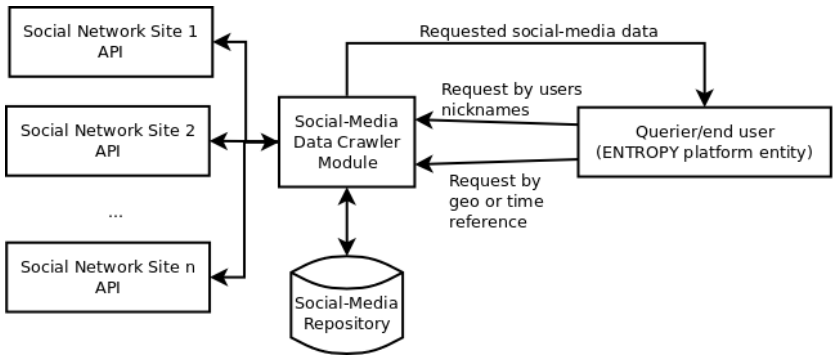 Social Network Site 1
API
Requested social-media data
Request by users
nicknames
Social Network Site 2
API
Social-Media
Data Crawler
Module
Querier/end user
(ENTROPY platform entity)
Request by
geo or time
reference
...
Social Network Site n
API
Social-Media
Repository